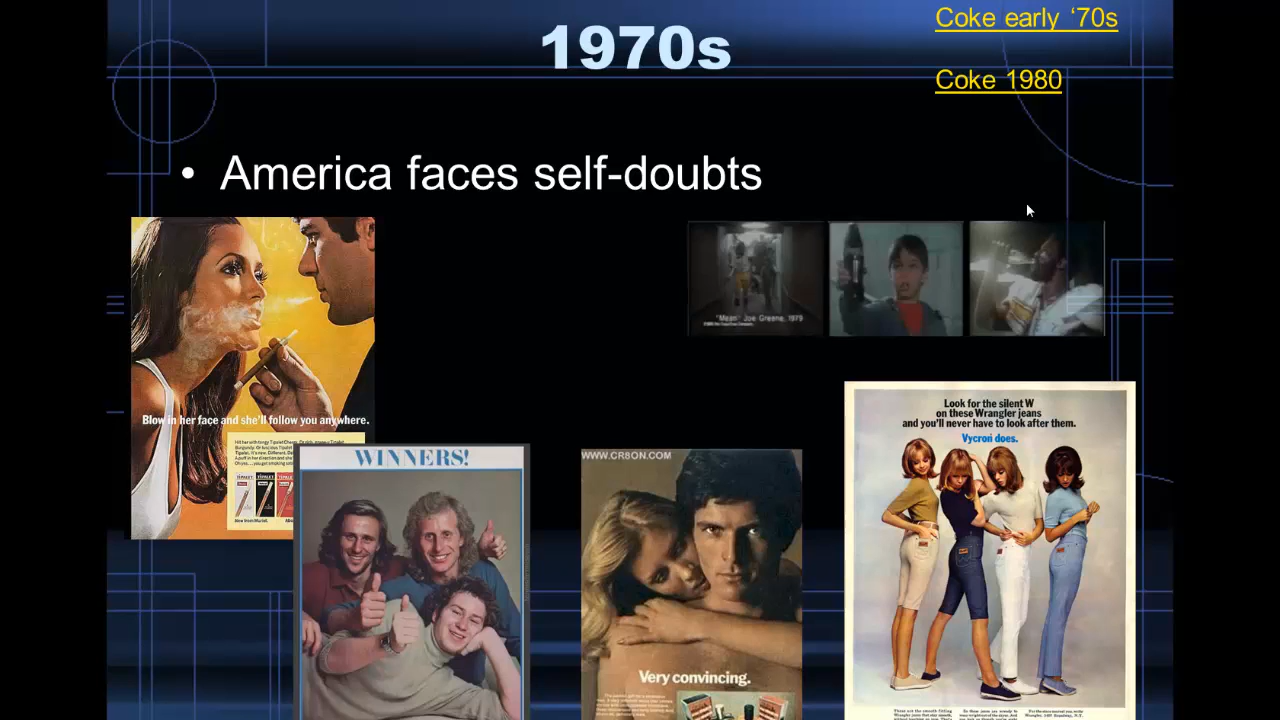 1970s
Coke early ‘70s
Coke 1980
• America faces self-doubts
"Mean" Joe Greene, 1979
Blow in her face and she'll follow you anywhere.
WINNERS!
WWW.CR8ON.COM
Very convincing.
Look for the silent W
on these Wrangler jeans
and you'll never have to look after them.
Vycron does.